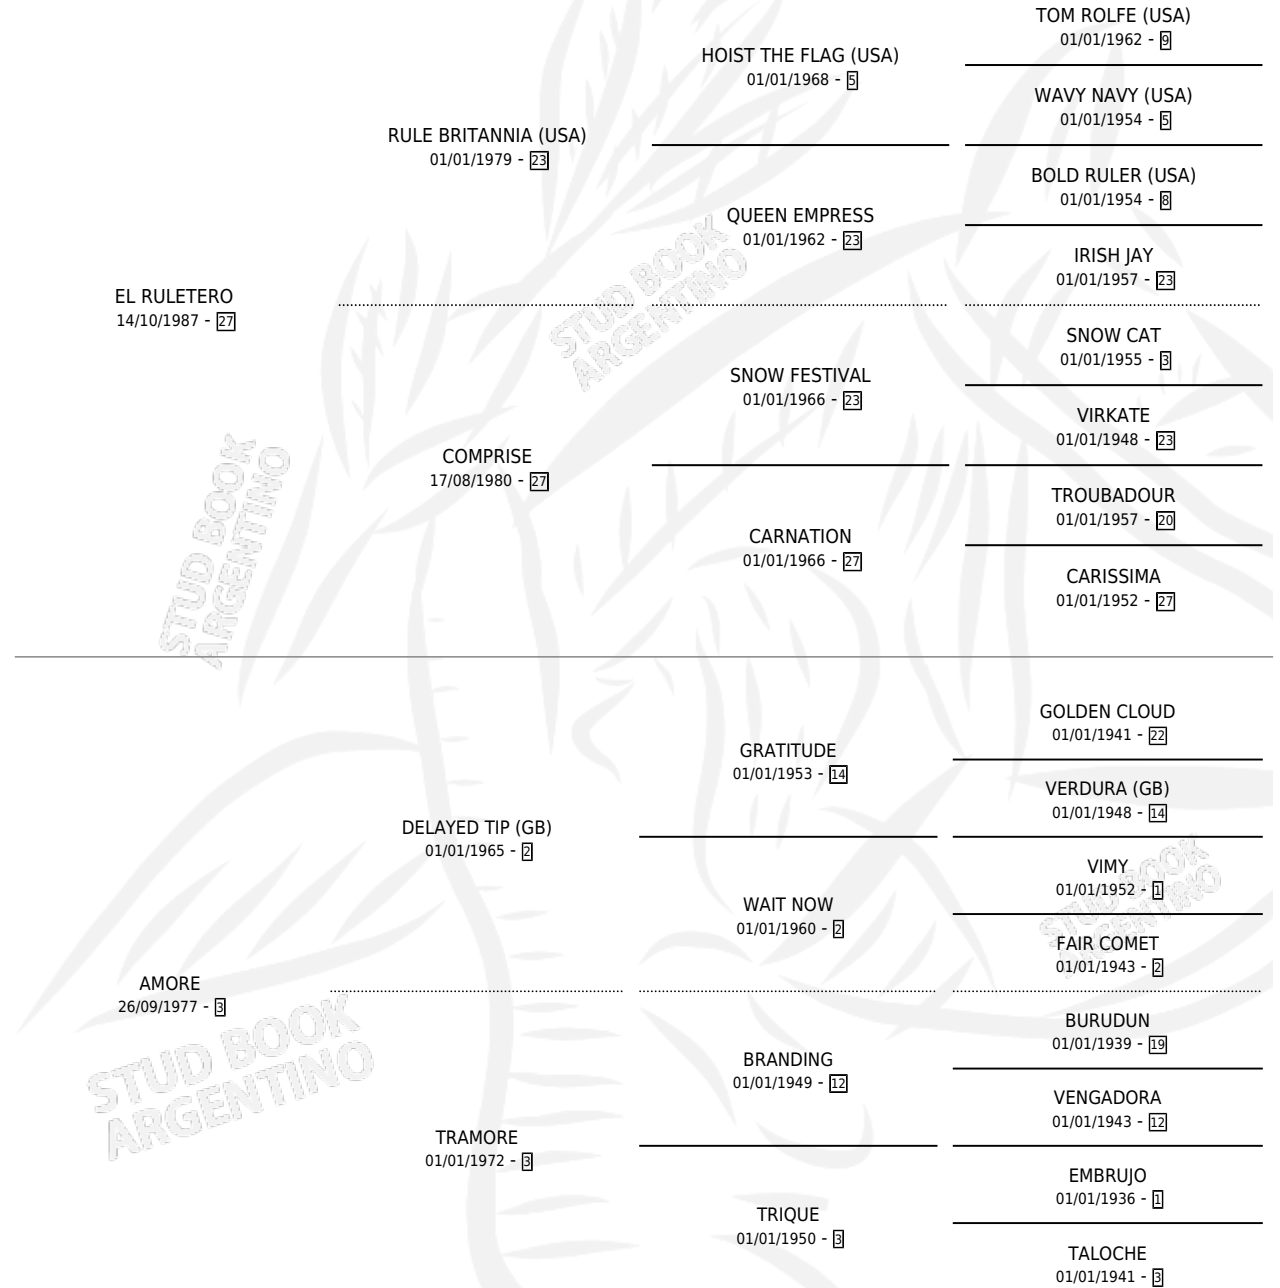 TOM ROLFE (USA)
01/01/1962 - 9
HOIST THE FLAG (USA)
01/01/1968 - 5
WAVY NAVY (USA)
01/01/1954 - 5
RULE BRITANNIA (USA)
01/01/1979 - 23
BOLD RULER (USA)
01/01/1954 - 8
QUEEN EMPRESS
01/01/1962 - 23
IRISH JAY
01/01/1957 - 23
EL RULETERO
14/10/1987 - 27
SNOW CAT
01/01/1955 - 3
SNOW FESTIVAL
01/01/1966 - 23
VIRKATE
01/01/1948 - 23
COMPRISE
17/08/1980 - 27
TROUBADOUR
01/01/1957 - 20
CARNATION
01/01/1966 - 27
CARISSIMA
01/01/1952 - 27
STUD BOOK
ARGENTINO
STUD BOOK
ARGENTINO
GOLDEN CLOUD
01/01/1941 - 22
GRATITUDE
01/01/1953 - 14
VERDURA (GB)
01/01/1948 - 14
DELAYED TIP (GB)
01/01/1965 - 2
VIMY
01/01/1952 - 1
WAIT NOW
01/01/1960 - 2
FAIR COMET
01/01/1943 - 2
STUD BOOK
ARGENTINO
AMORE
26/09/1977 - 3
BURUDUN
01/01/1939 - 19
BRANDING
01/01/1949 - 12
VENGADORA
01/01/1943 - 12
STUD BOOK
ARGENTINO
TRAMORE
01/01/1972 - 3
EMBRUJO
01/01/1936 - 1
TRIQUE
01/01/1950 - 3
TALOCHE
01/01/1941 - 3